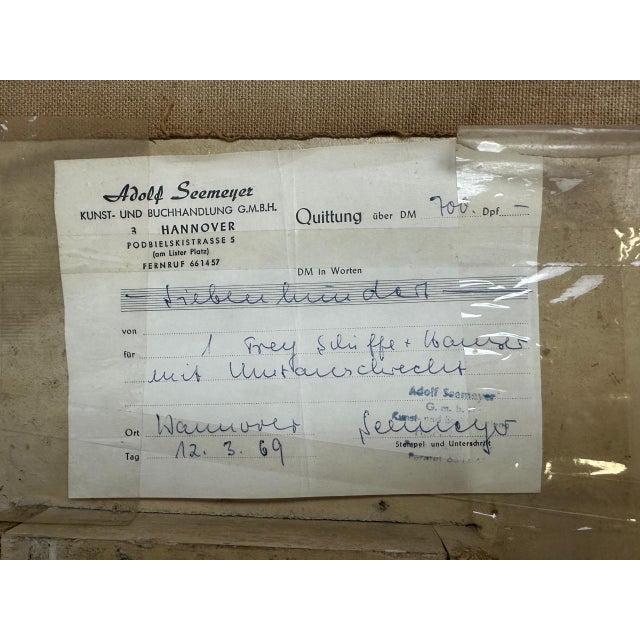 Adolf Seemeyer
KUNST- UND BUCHHANDLUNG G.M.B.H.
3 HANNOVER
PODBIELSKISTRASSE 5
(am Lister Platz)
FERNRUF 661457
Quittung über DM 700. Dpf. –
DM in Worten
– Siebenhundert –
von
für 1 Frey Schiffe +
mit Umtauschrecht
Adolf Seemeyer
G. m. b.
Kunst- und
Ort Hannover Seemeyer
Stempel und Unterschrift
Tag 12. 3. 69